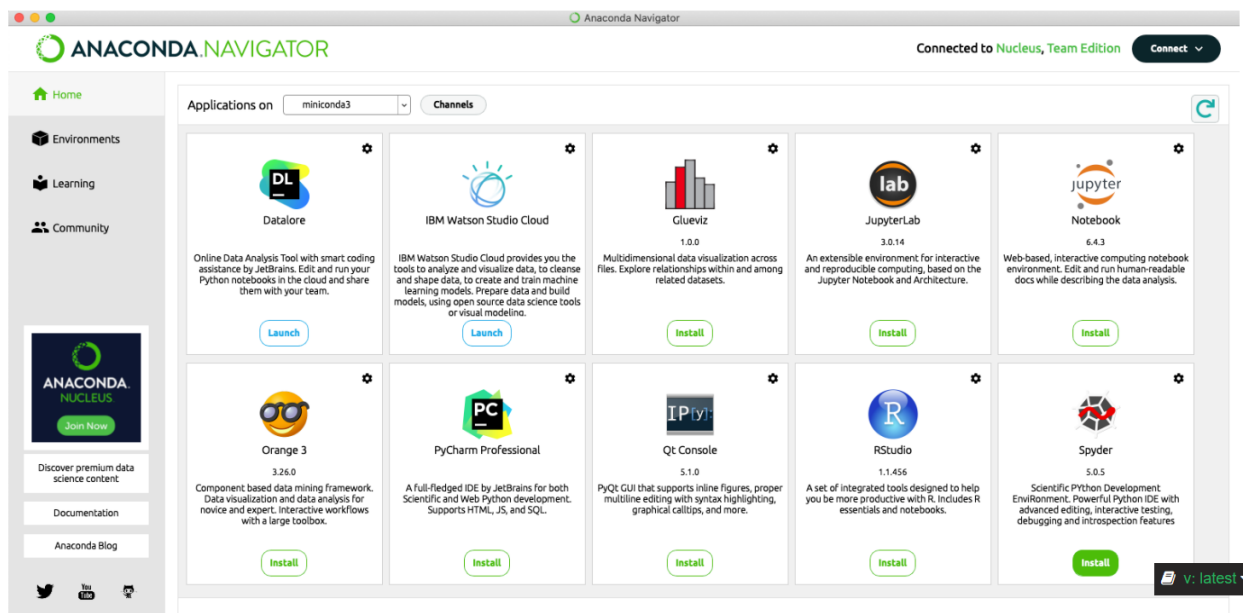 Anaconda Navigator
ANACONDA.NAVIGATOR
Connected to Nucleus, Team Edition
Connect
Home
Environments
Learning
Community
Applications on
miniconda3
Channels
DL
Datalore
Online Data Analysis Tool with smart coding
assistance by JetBrains. Edit and run your
Python notebooks in the cloud and share
them with your team.
Launch
IBM Watson Studio Cloud
IBM Watson Studio Cloud provides you the
tools to analyze and visualize data, to cleanse
and shape data, to create and train machine
learning models. Prepare data and build
models, using open source data science tools
or visual modeling.
Launch
Glueviz
1.0.0
Multidimensional data visualization across
files. Explore relationships within and among
related datasets.
Install
lab
JupyterLab
3.0.14
An extensible environment for interactive
and reproducible computing, based on the
Jupyter Notebook and Architecture.
Install
jupyter
Notebook
6.4.3
Web-based, interactive computing notebook
environment. Edit and run human-readable
docs while describing the data analysis.
Install
Orange 3
3.26.0
Component based data mining framework.
Data visualization and data analysis for
novice and expert. Interactive workflows
with a large toolbox.
Install
PC
PyCharm Professional
A full-fledged IDE by JetBrains for both
Scientific and Web Python development.
Supports HTML, JS, and SQL.
Install
IP[y]:
Qt Console
5.1.0
PyQt GUI that supports inline figures, proper
multiline editing with syntax highlighting,
graphical calltips, and more.
Install
R
RStudio
1.1.456
A set of integrated tools designed to help
you be more productive with R. Includes R
essentials and notebooks.
Install
Spyder
5.0.5
Scientific PYthon Development
EnviRonment. Powerful Python IDE with
advanced editing, interactive testing,
debugging and introspection features
Install
ANACONDA.
NUCLEUS
Join Now
Discover premium data
science content
Documentation
Anaconda Blog
You
Tube
v: latest